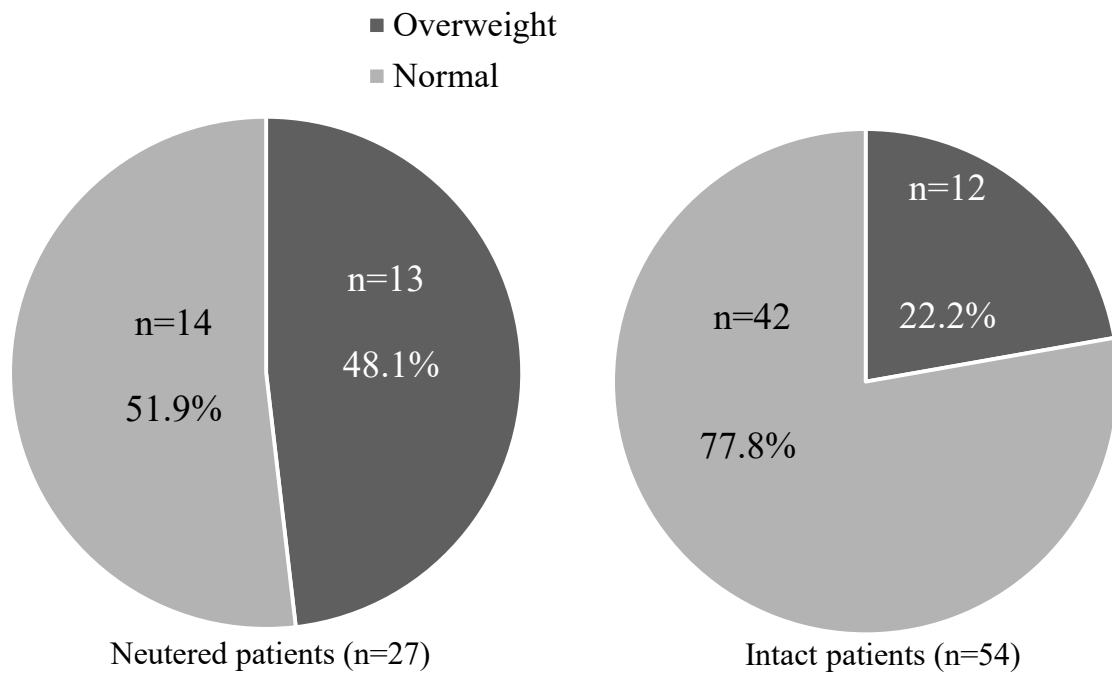 Overweight
Normal
n=14
51.9%
n=13
48.1%
Neutered patients (n=27)
n=42
77.8%
n=12
22.2%
Intact patients (n=54)